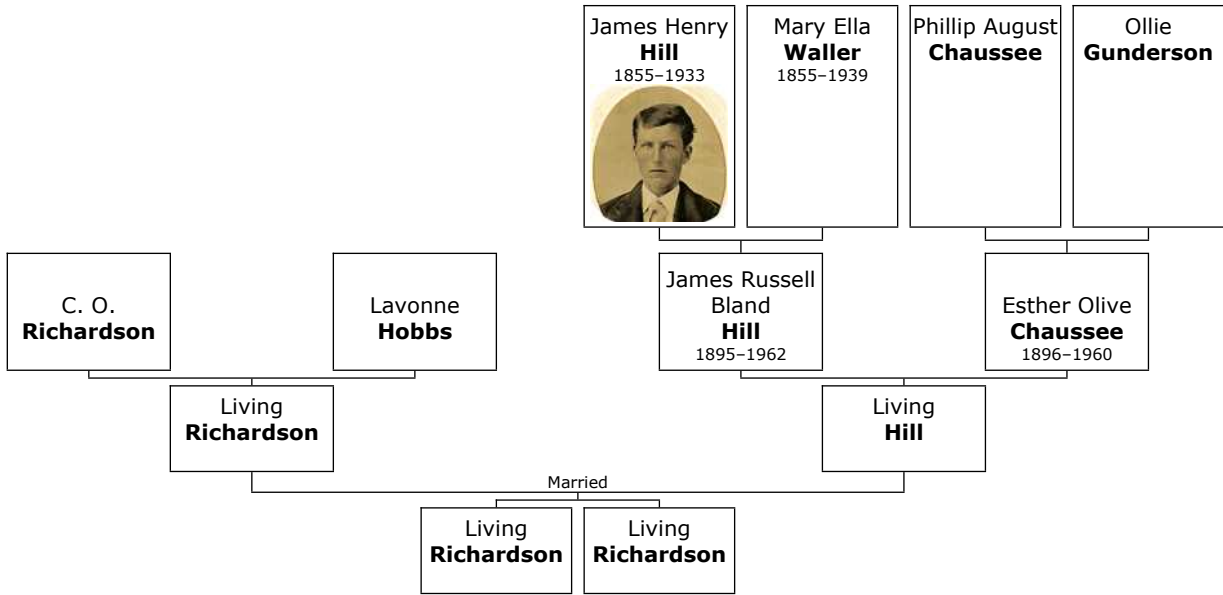 James Henry
Hill
1855–1933
Mary Ella
Waller
1855–1939
Phillip August
Chaussee
Ollie
Gunderson
C. O.
Richardson
Lavonne
Hobbs
James Russell
Bland
Hill
1895–1962
Esther Olive
Chaussee
1896–1960
Living
Richardson
Living
Hill
Married
Living
Richardson
Living
Richardson